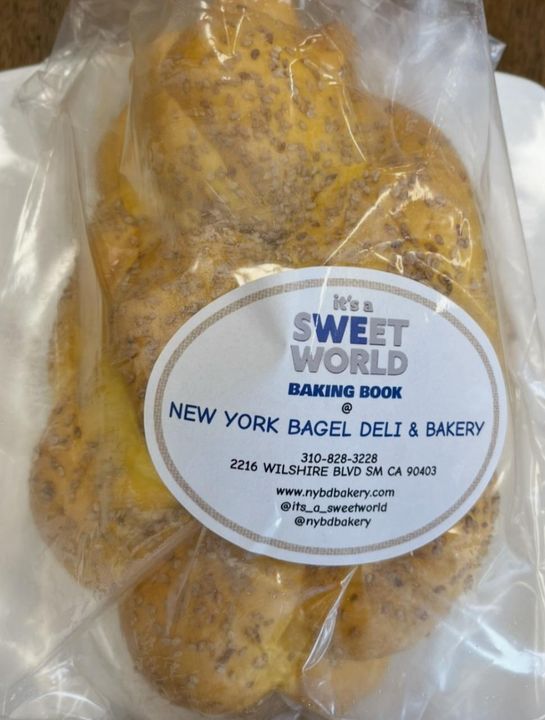 it's a
SWEET
WORLD
BAKING BOOK
@
NEW YORK BAGEL DELI & BAKERY
310-828-3228
2216 WILSHIRE BLVD SM CA 90403
www.nybdbakery.com
@its_a_sweetworld
@nybdbakery